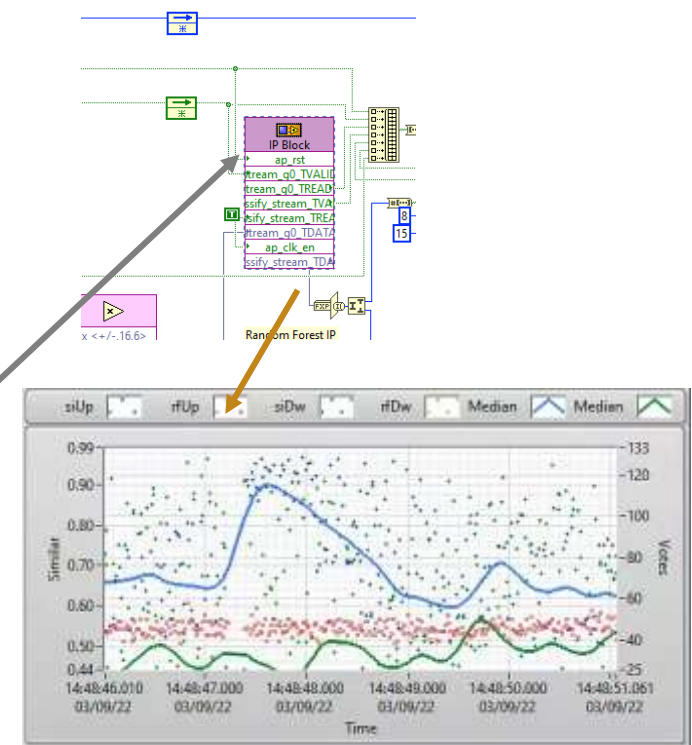 IP Block
ap_rst
tream_q0_TVALID
tream_q0_TREAD
ssify_stream_TVA
T
sify_stream_TREA
tream_q0_TDATA
ap_clk_en
ssify_stream_TDA
8
15
FXP
x <+/-.16.6>
Random Forest IP
siUp rfUp siDw rfDw Median Median
0.99
0.90
0.80
0.70
0.60
0.50
0.44
Similar
133
120
100
80
60
40
25
Votes
14:48:46.010 14:48:47.000 14:48:48.000 14:48:49.000 14:48:50.000 14:48:51.061
03/09/22 03/09/22 03/09/22 03/09/22 03/09/22 03/09/22
Time